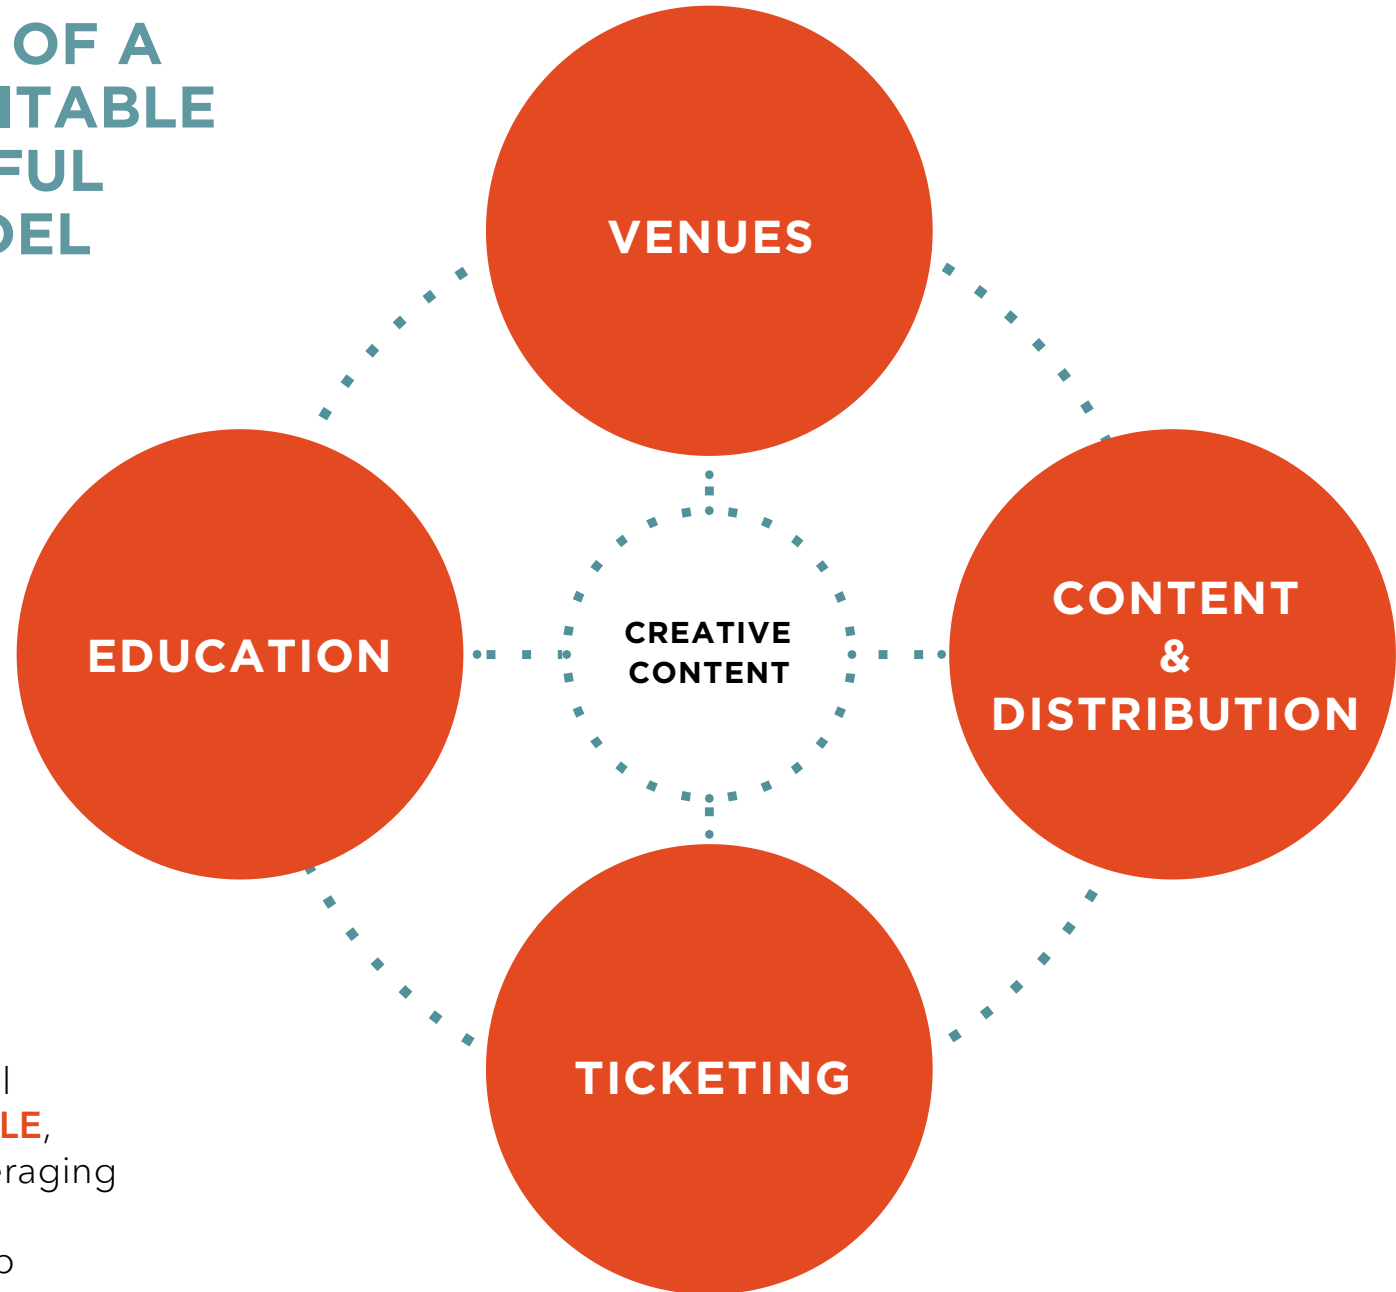 OF A
ITABLE
FUL
DEL
VENUES
EDUCATION
CREATIVE
CONTENT
CONTENT
&
DISTRIBUTION
TICKETING
l
LE,
eraging